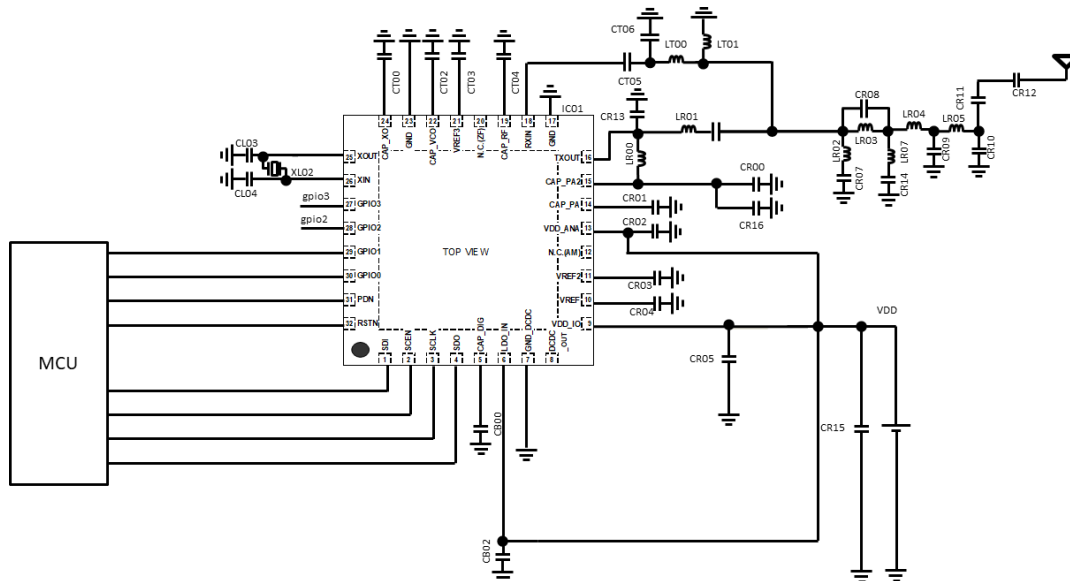 CT06
LT00
LT01
CT00
CT02
CT03
CT04
CT05
IC01
CR13
LR01
CR08
CR11
CR12
LR04
LR05
LR03
LR02
LR07
CR09
CR10
CR07
CR14
24
23
22
21
20
19
18
17
CAP_XO
GND
CAP_VCO
VREF3
N.C.(ZF)
CAP_RF
RXIN
GND
CL03
XL02
CL04
25 XOUT
26 XIN
gpio3
27 GPIO3
gpio2
28 GPIO2
29 GPIO1
30 GPIO0
31 PDN
32 RSTN
TOP VIEW
TXOUT 16
LR00
CAP_PA2 15
CR00
CAP_PA 14
CR01
CR16
VDD_ANA 13
CR02
N.C.(AM) 12
VREF2 11
CR03
VREF 10
CR04
VDD_IO 9
VDD
MCU
SDI
SCEN
SCLK
SDO
CAP_DIG
LDO_IN
GND_DCDC
DCDC
_OUT
1
2
3
4
5
6
7
8
CR05
CB00
CR15
CB02